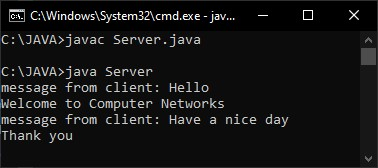 C:\Windows\System32\cmd.exe - jav...
C:\JAVA>javac Server.java
C:\JAVA>java Server
message from client: Hello
Welcome to Computer Networks
message from client: Have a nice day
Thank you